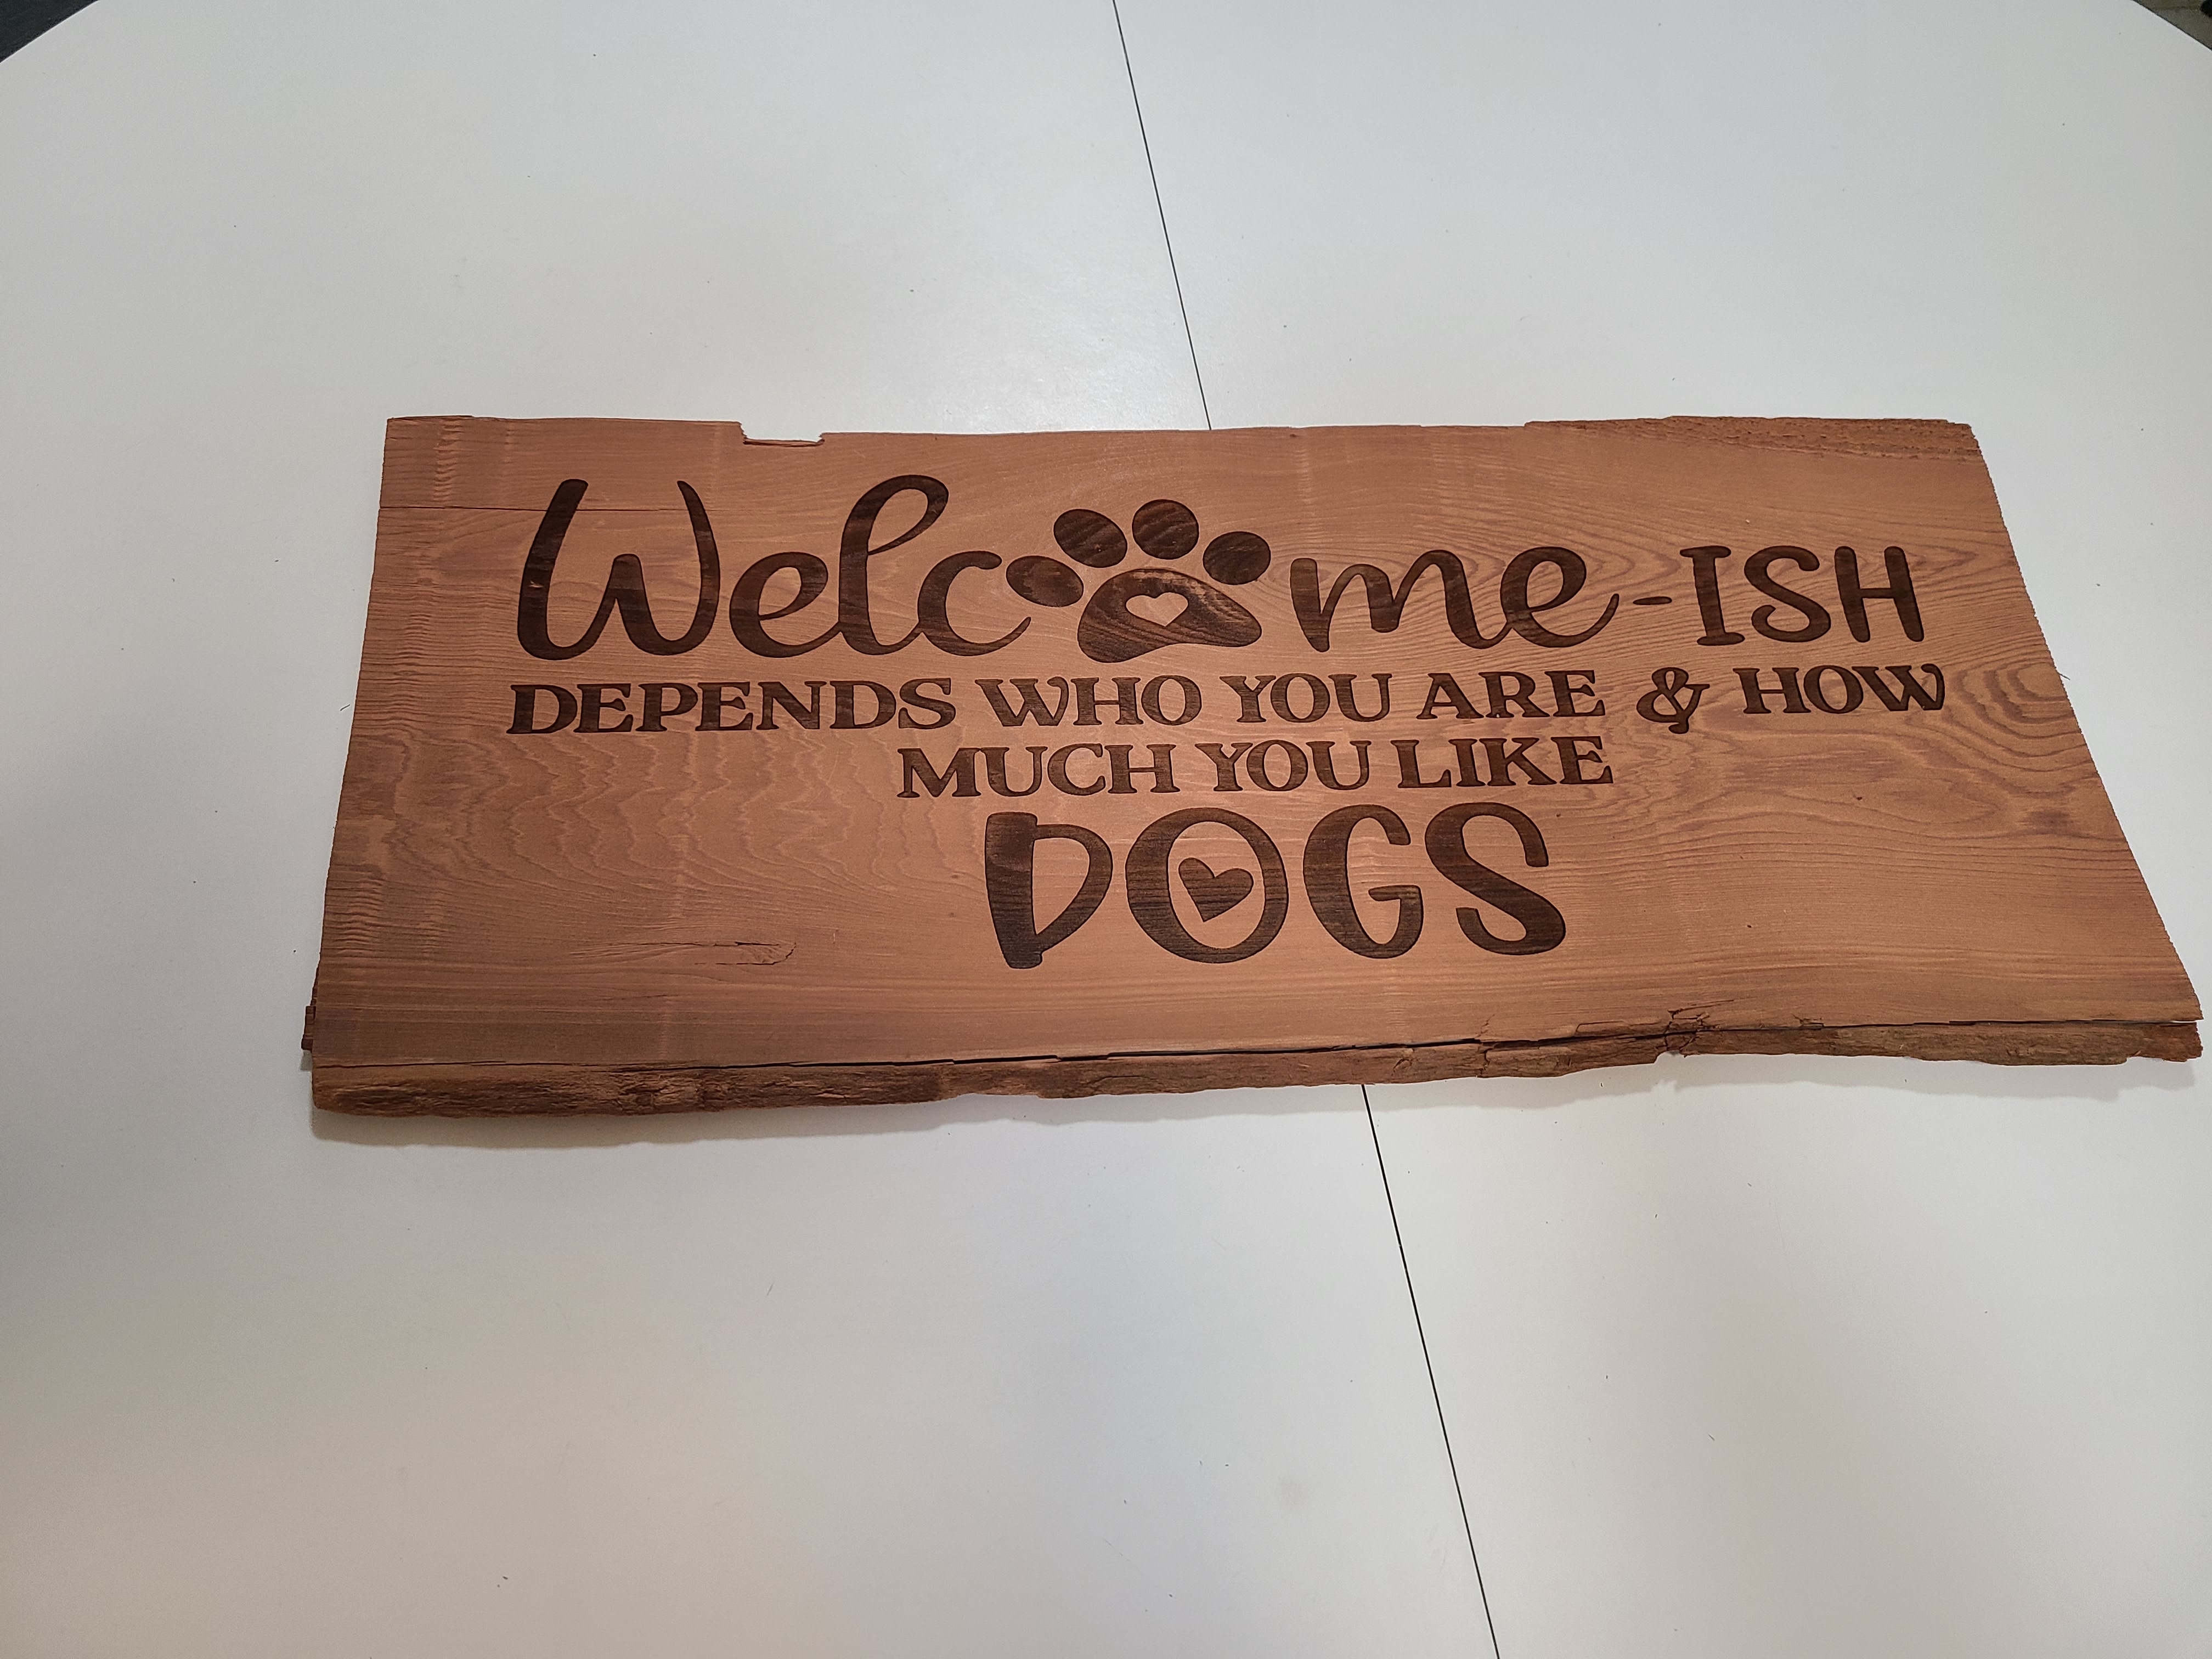 Welcome-ISH
DEPENDS WHO YOU ARE & HOW
MUCH YOU LIKE
DOGS